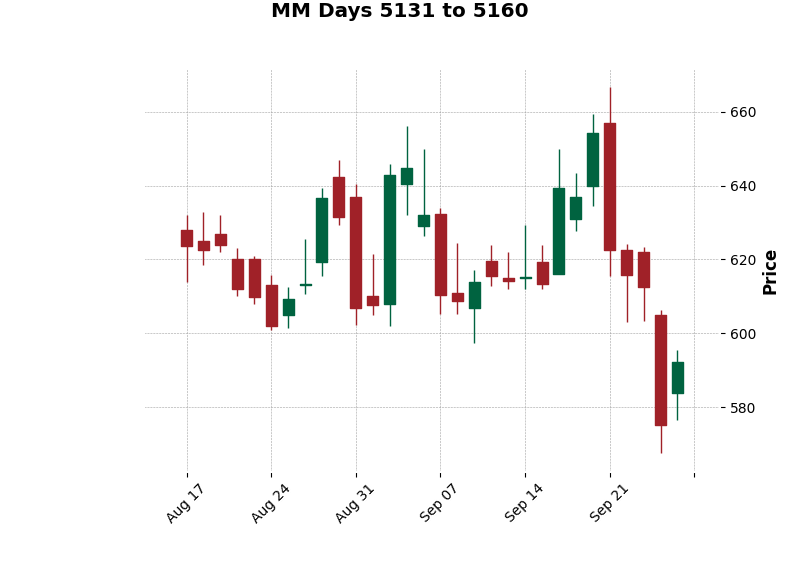 MM Days 5131 to 5160
660
640
620
600
580
Price
Aug 17
Aug 24
Aug 31
Sep 07
Sep 14
Sep 21